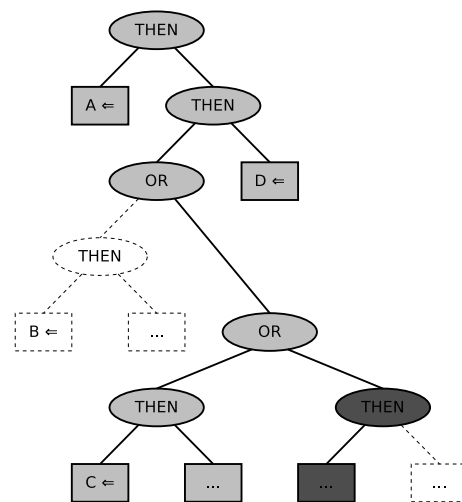 THEN
A ⇐ THEN
OR D ⇐
THEN
B ⇐ ... OR
THEN THEN
C ⇐ ... ... ...